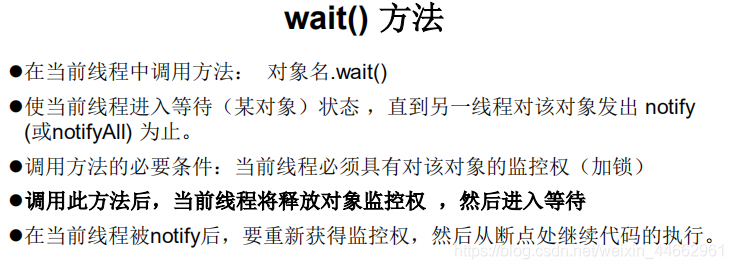 wait() 方法
●在当前线程中调用方法： 对象名.wait()
●使当前线程进入等待（某对象）状态 ，直到另一线程对该对象发出 notify
(或notifyAll) 为止。
●调用方法的必要条件：当前线程必须具有对该对象的监控权（加锁）
●调用此方法后，当前线程将释放对象监控权 ，然后进入等待
●在当前线程被notify后，要重新获得监控权，然后从断点处继续代码的执行。
https://blog.csdn.net/weixin_44662961